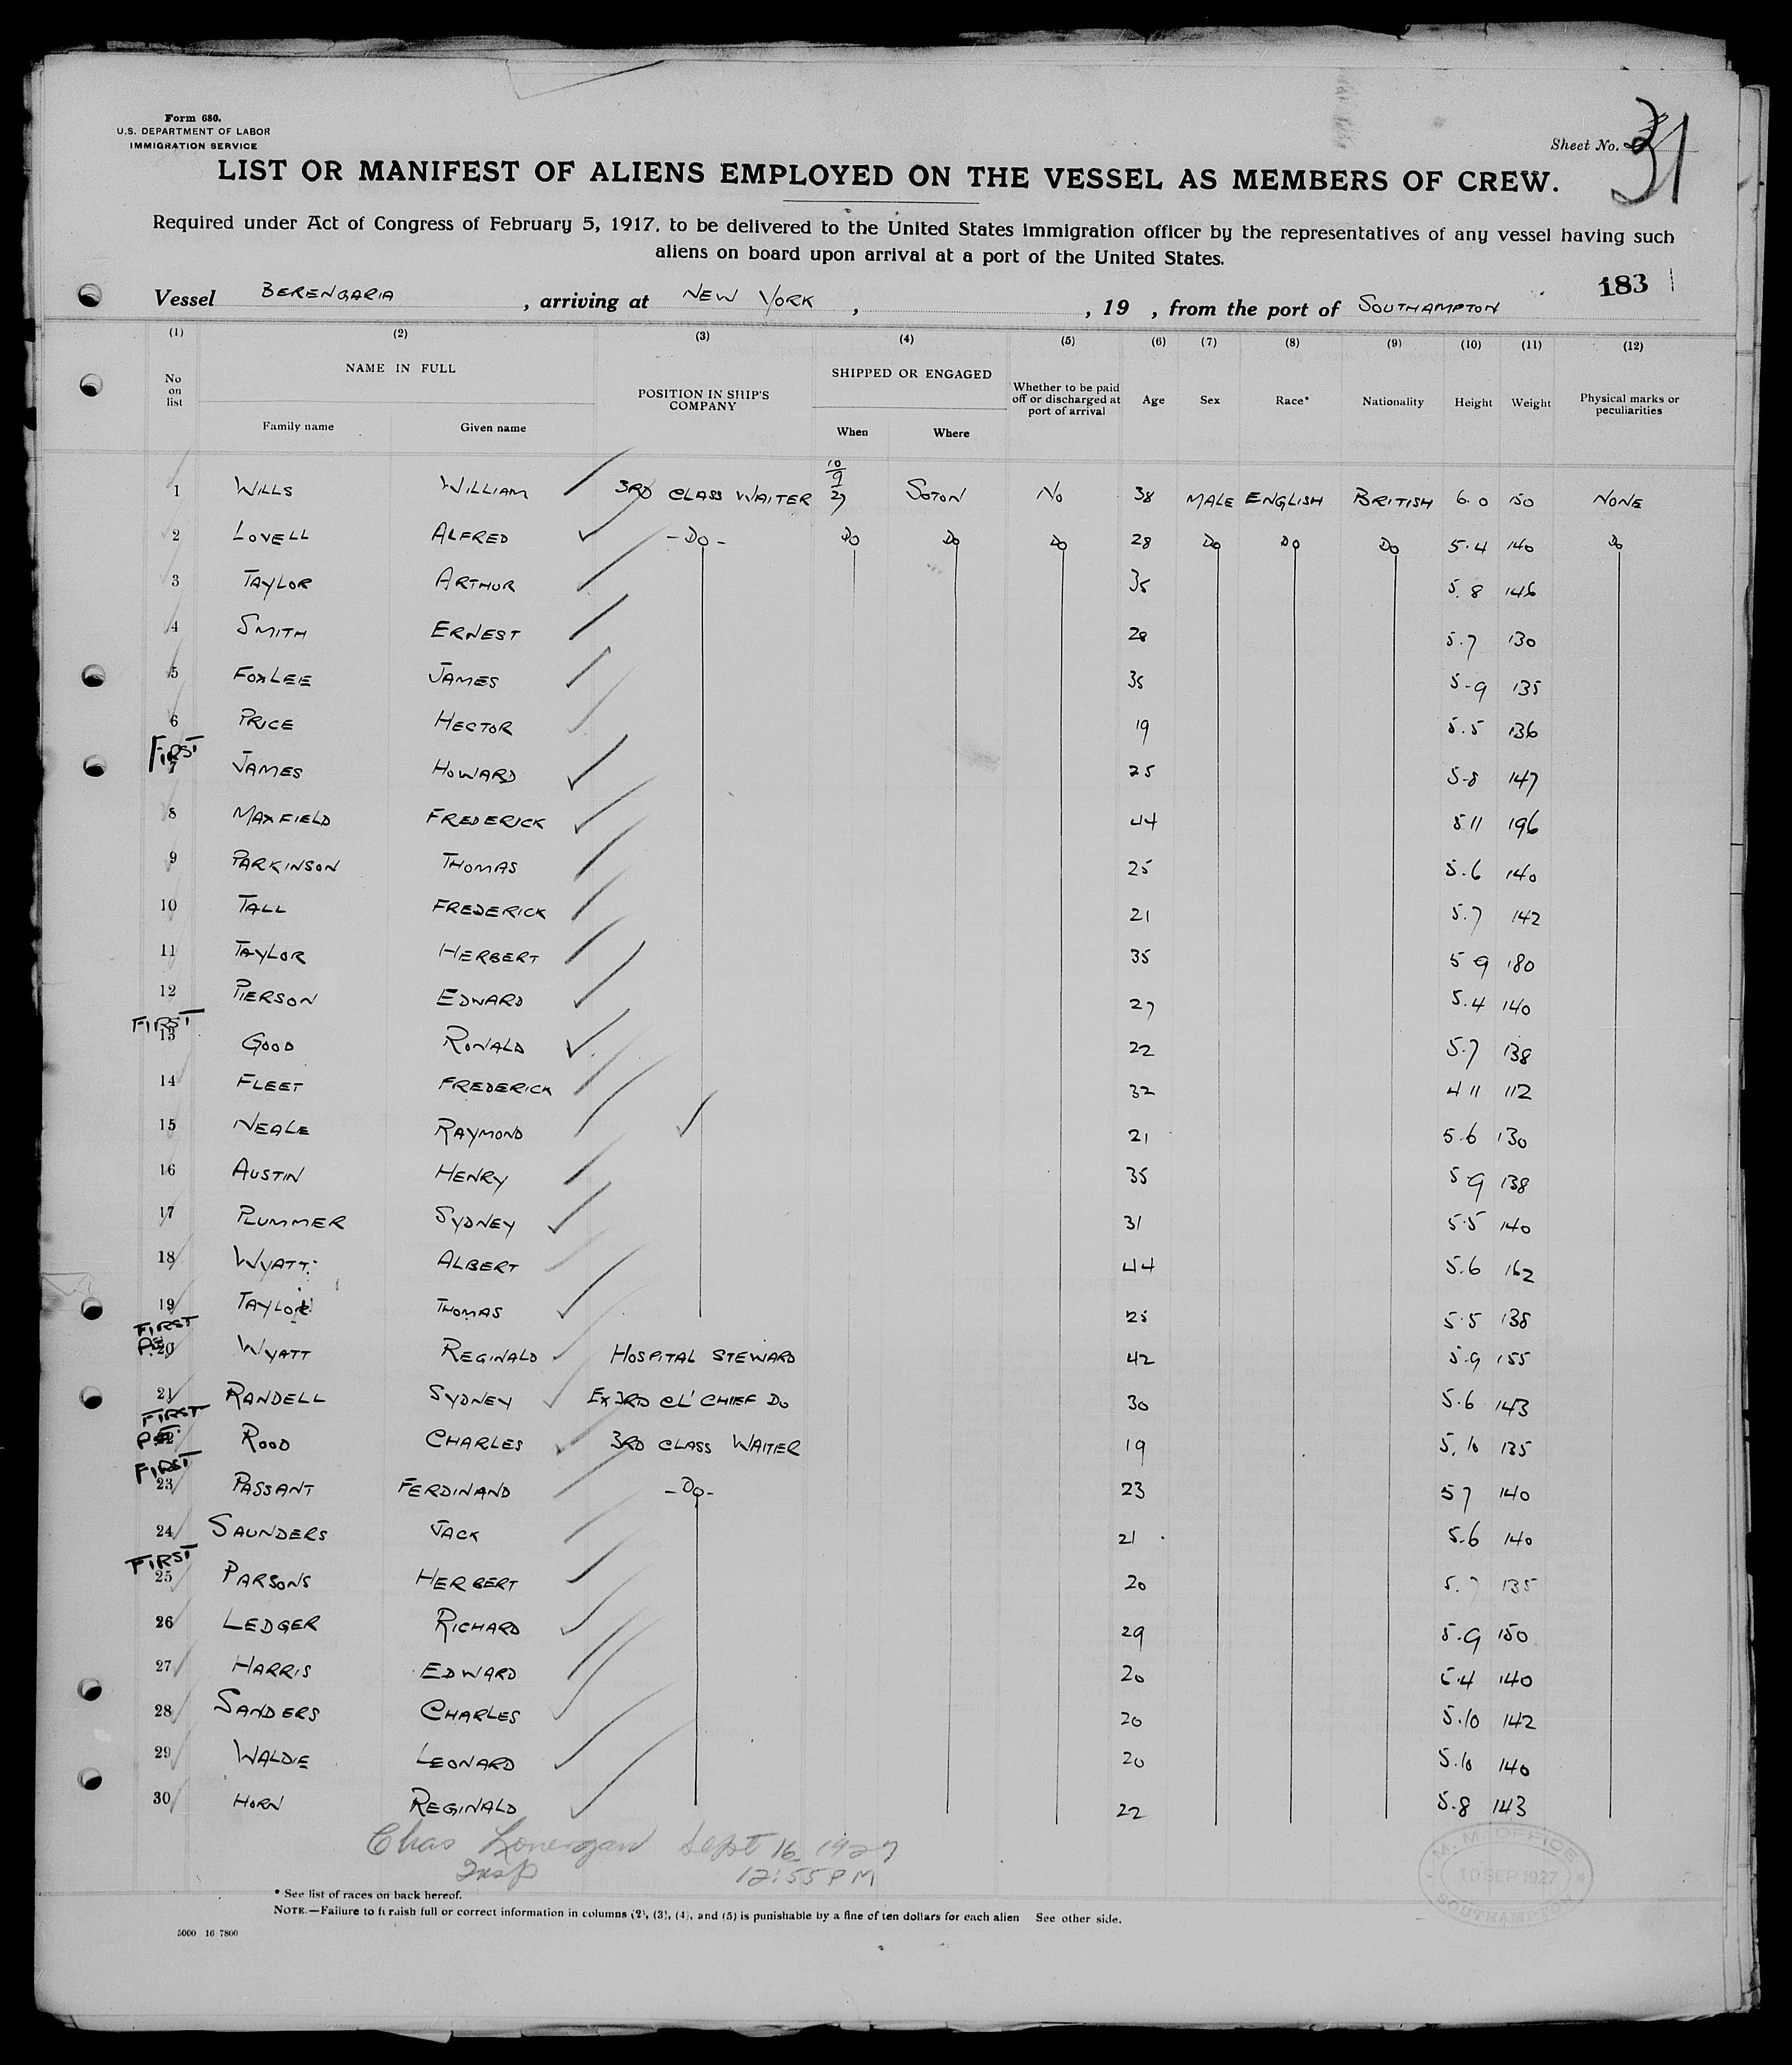 Form 680.
U.S. DEPARTMENT OF LABOR
IMMIGRATION SERVICE
Sheet No. 31
LIST OR MANIFEST OF ALIENS EMPLOYED ON THE VESSEL AS MEMBERS OF CREW.
Required under Act of Congress of February 5, 1917, to be delivered to the United States immigration officer by the representatives of any vessel having such
aliens on board upon arrival at a port of the United States.
183
Vessel BERENGARIA, arriving at NEW YORK, , 19 , from the port of SOUTHAMPTON
(1) (2) (3) (4) (5) (6) (7) (8) (9) (10) (11) (12)
No on list NAME IN FULL POSITION IN SHIP'S COMPANY SHIPPED OR ENGAGED Whether to be paid off or discharged at port of arrival Age Sex Race* Nationality Height Weight Physical marks or peculiarities
Family name Given name When Where
1 WILLS WILLIAM 3RD CLASS WAITER 10/9/27 SOTON NO 38 MALE ENGLISH BRITISH 6.0 150 NONE
2 LOVELL ALFRED -DO- DO DO DO 28 DO DO DO 5.4 140 DO
3 TAYLOR ARTHUR 35 5.8 146
4 SMITH ERNEST 28 5.7 130
5 FOXLEE JAMES 35 5-9 135
6 PRICE HECTOR 19 5.5 136
FIRST
7 JAMES HOWARD 25 5-8 147
8 MAXFIELD FREDERICK 44 5 11 196
9 PARKINSON THOMAS 25 5.6 140
10 TALL FREDERICK 21 5.7 142
11 TAYLOR HERBERT 35 5 9 180
12 PIERSON EDWARD 27 5.4 140
FIRST
13 GOOD RONALD 22 5.7 138
14 FLEET FREDERICK 32 4 11 112
15 NEALE RAYMOND 21 5.6 130
16 AUSTIN HENRY 35 5 9 138
17 PLUMMER SYDNEY 31 5.5 140
18 WYATT ALBERT 44 5.6 162
19 TAYLOR THOMAS 25 5.5 138
FIRST
20 WYATT REGINALD HOSPITAL STEWARD 42 5.9 155
21 RANDELL SYDNEY EX 3RD CL' CHIEF DO 30 5.6 143
FIRST
22 ROOD CHARLES 3RD CLASS WAITER 19 5.10 135
FIRST
23 PASSANT FERDINAND -DO- 23 5 7 140
24 SAUNDERS JACK 21 5.6 140
FIRST
25 PARSONS HERBERT 20 5.7 135
26 LEDGER RICHARD 29 5.9 150
27 HARRIS EDWARD 20 5.4 140
28 SANDERS CHARLES 20 5.10 142
29 WALDIE LEONARD 20 5.10 140
30 HORN REGINALD 22 5.8 143
Chas Lonergan Sept 16 1927
Insp 12:55 PM
M.M. OFFICE
10 SEP 1927
SOUTHAMPTON
* See list of races on back hereof.
NOTE.—Failure to furnish full or correct information in columns (2), (3), (4), and (5) is punishable by a fine of ten dollars for each alien See other side.
5000 16-7800